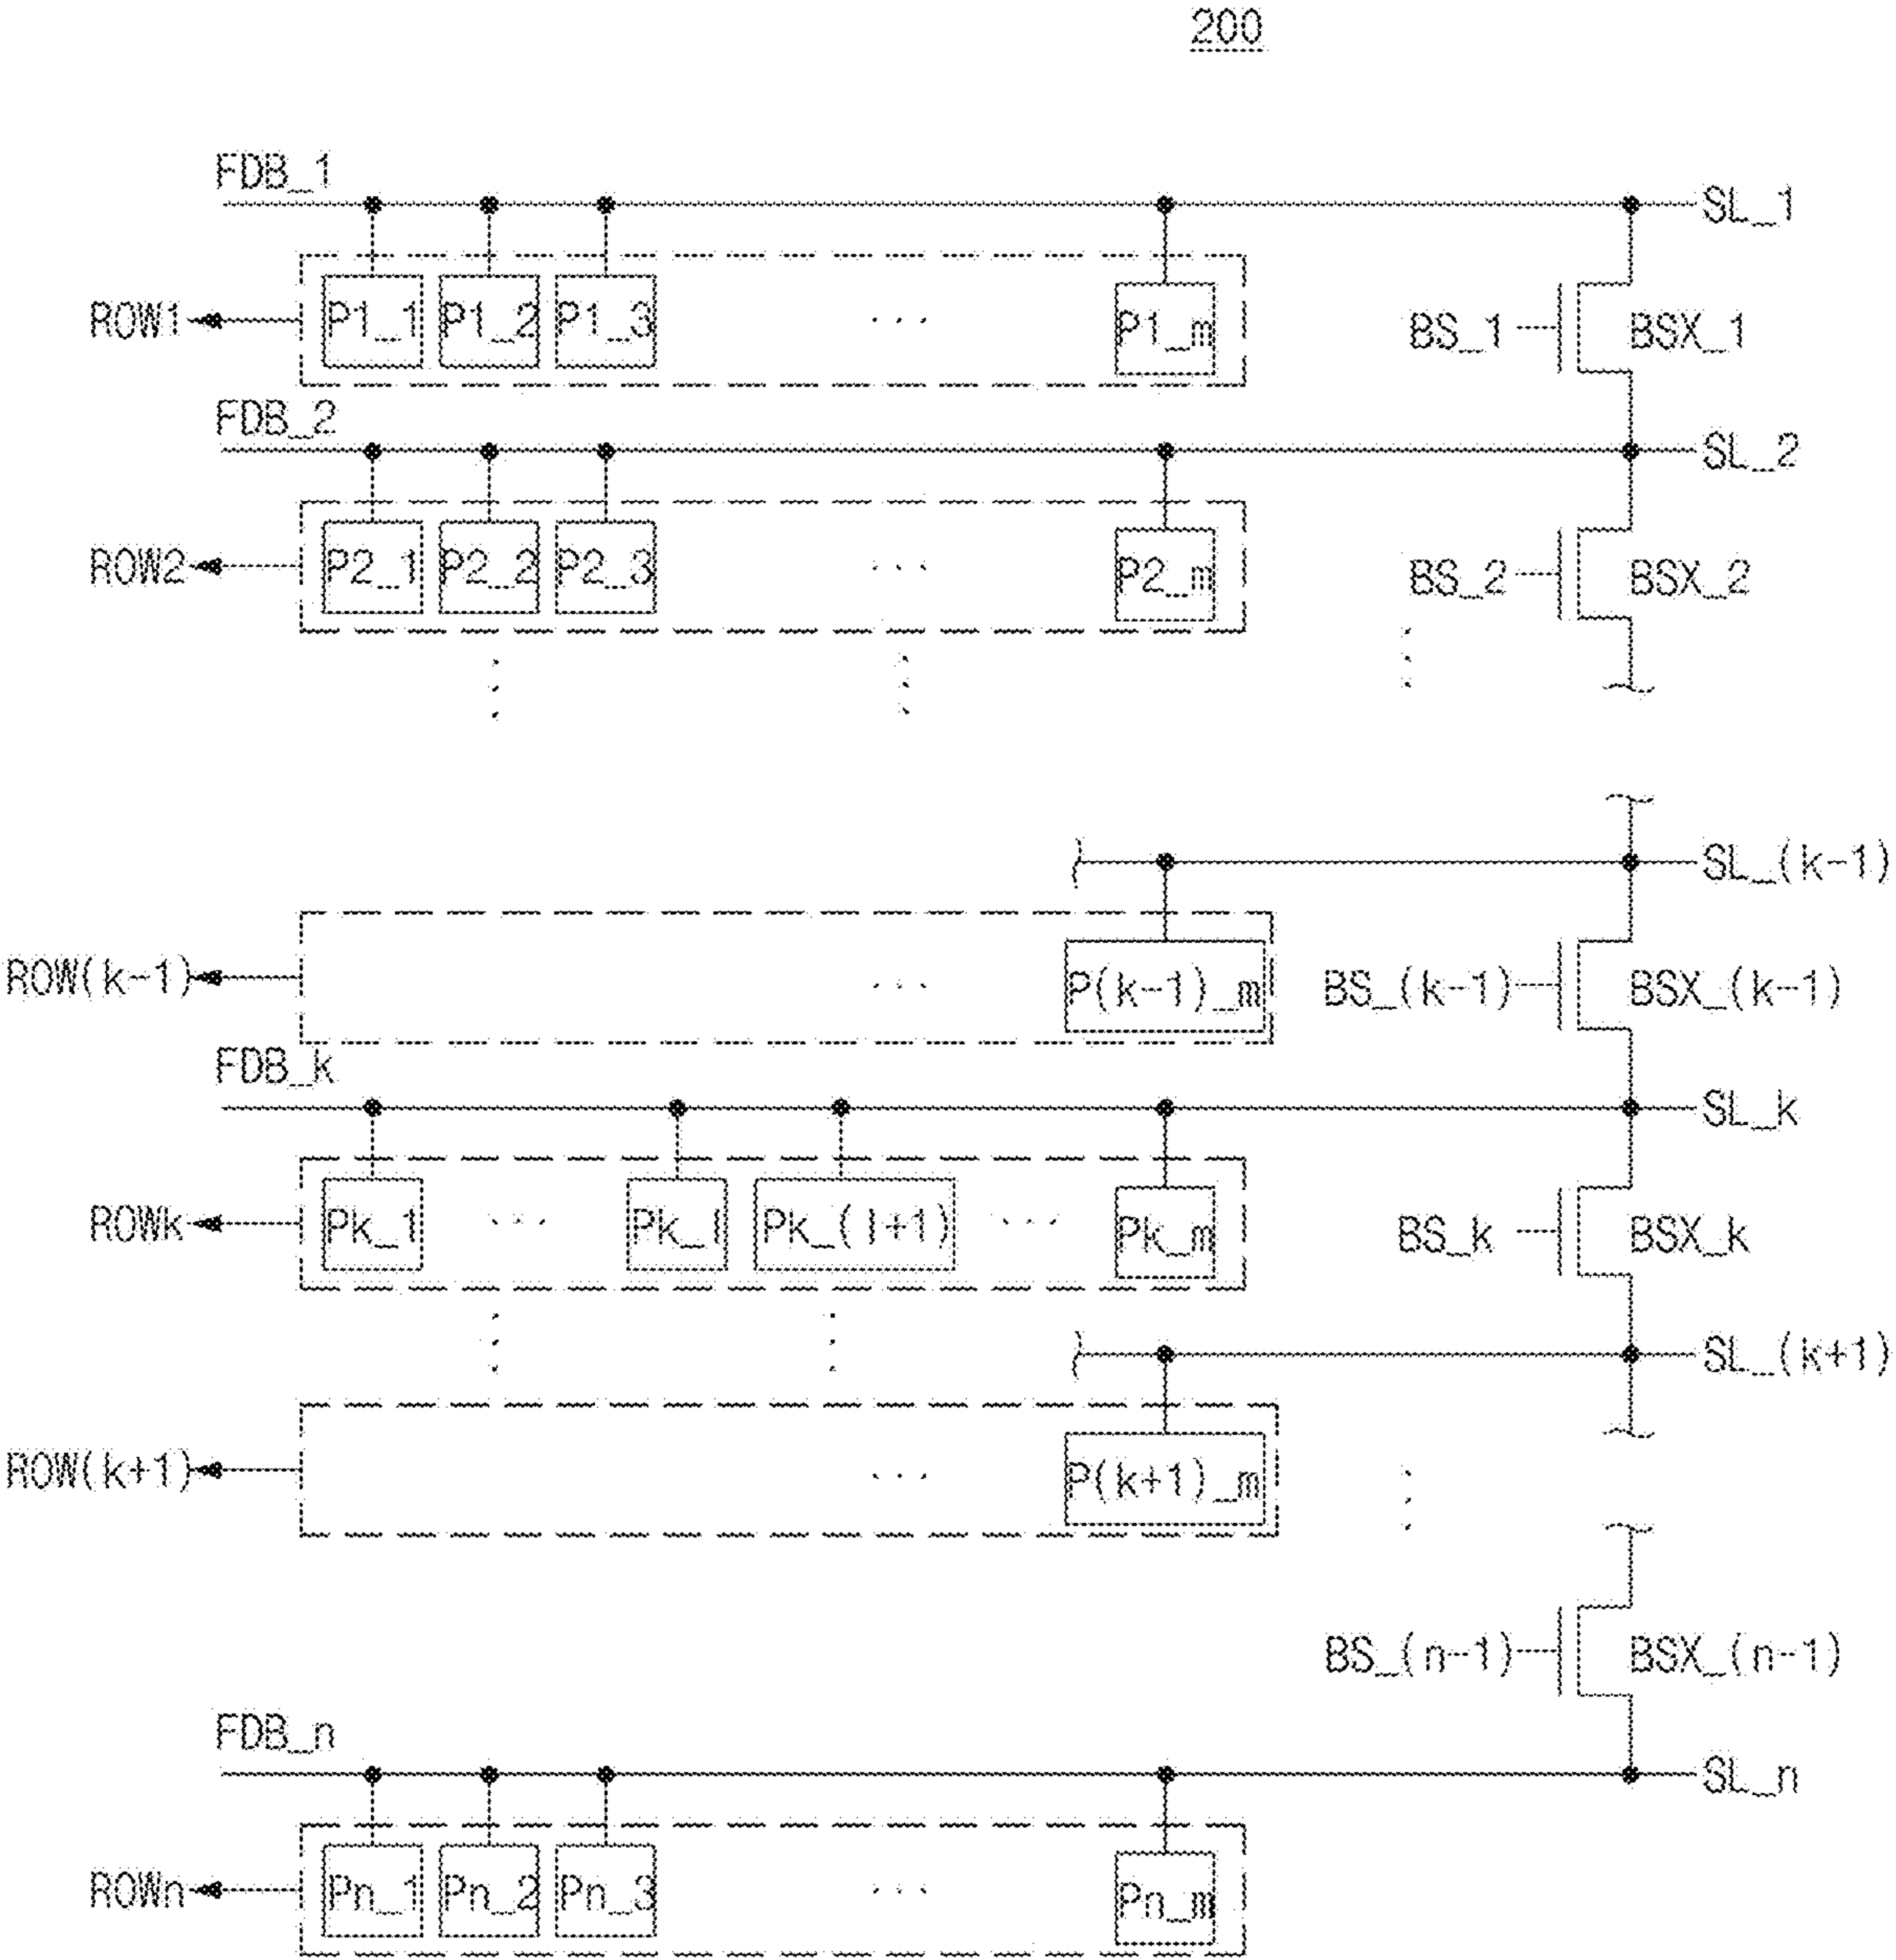 200
FDB_1
SL_1
ROW1 P1_1 P1_2 P1_3 ... P1_m BS_1 BSX_1
FDB_2
SL_2
ROW2 P2_1 P2_2 P2_3 ... P2_m BS_2 BSX_2
SL_(k-1)
ROW(k-1) ... P(k-1)_m BS_(k-1) BSX_(k-1)
FDB_k
SL_k
ROWk Pk_1 ... Pk_l Pk_(l+1) ... Pk_m BS_k BSX_k
SL_(k+1)
ROW(k+1) ... P(k+1)_m
BS_(n-1) BSX_(n-1)
FDB_n
SL_n
ROWn Pn_1 Pn_2 Pn_3 ... Pn_m